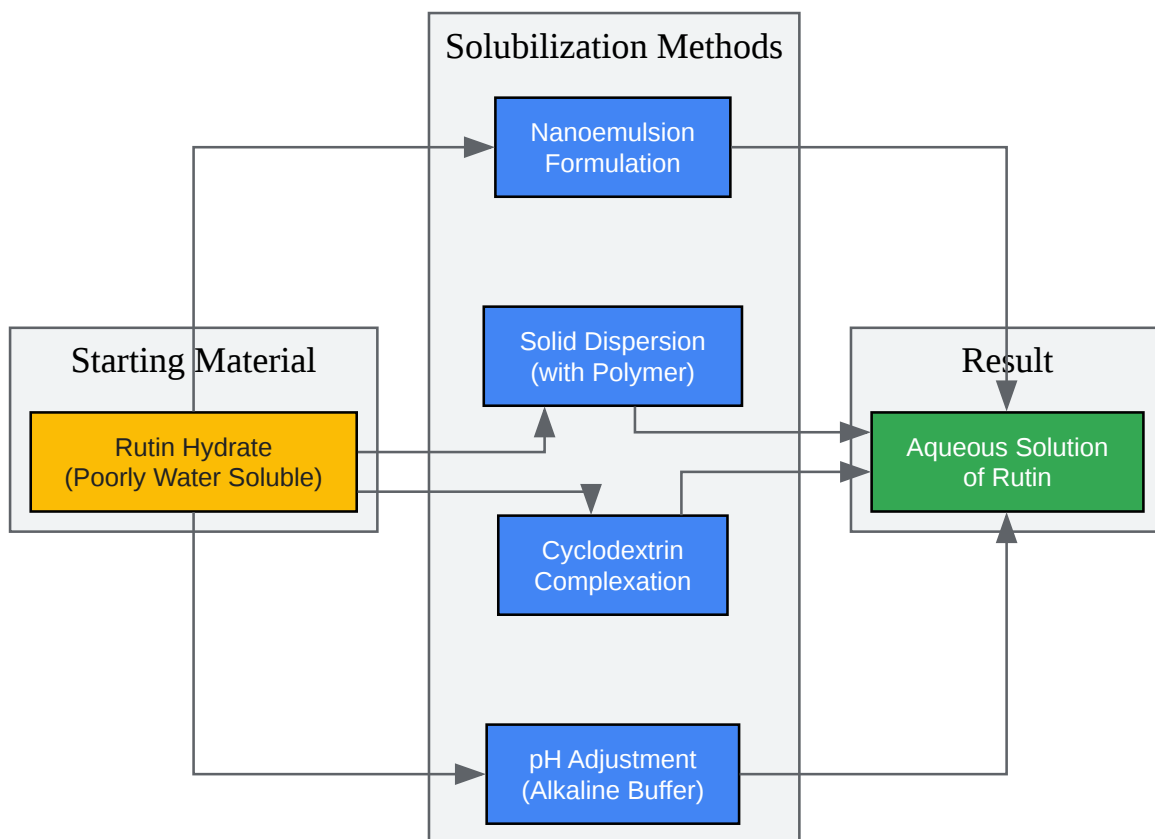 Solubilization Methods
Nanoemulsion
Formulation
Starting Material
Rutin Hydrate
(Poorly Water Soluble)
Solid Dispersion
(with Polymer)
Cyclodextrin
Complexation
pH Adjustment
(Alkaline Buffer)
Result
Aqueous Solution
of Rutin